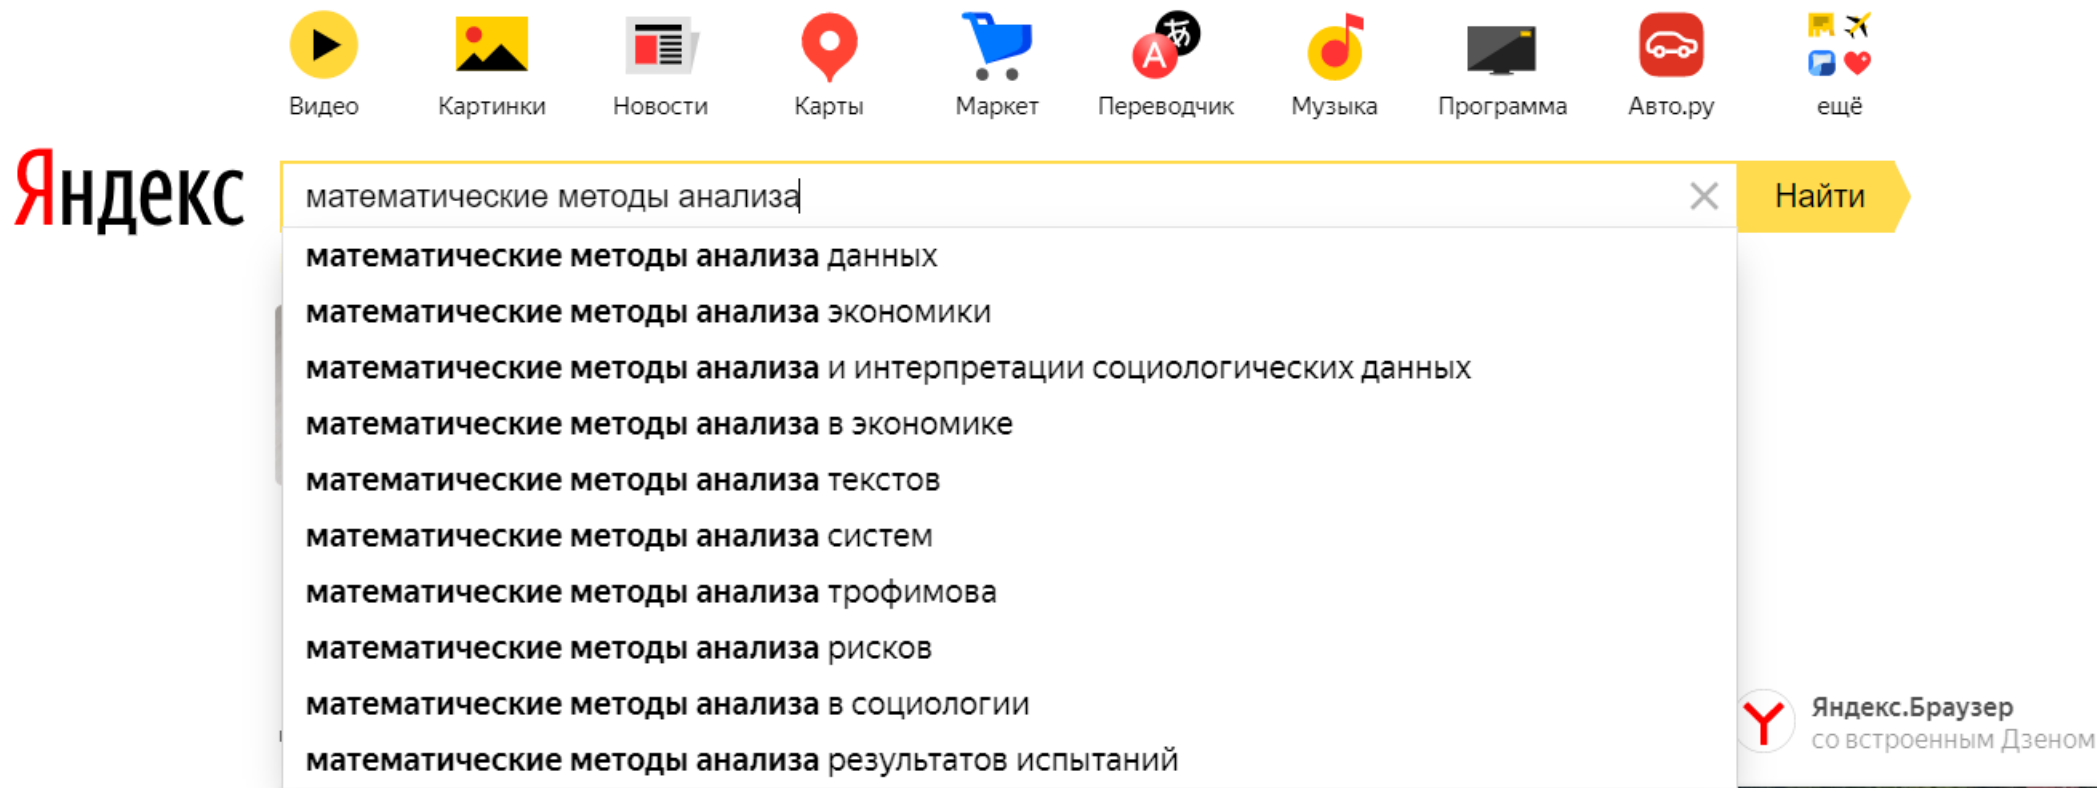 Видео Картинки Новости Карты Маркет Переводчик Музыка Программа Авто.ру ещё
Яндекс математические методы анализа Найти
математические методы анализа данных
математические методы анализа экономики
математические методы анализа и интерпретации социологических данных
математические методы анализа в экономике
математические методы анализа текстов
математические методы анализа систем
математические методы анализа трофимова
математические методы анализа рисков
математические методы анализа в социологии
Яндекс.Браузер
со встроенным Дзеном
математические методы анализа результатов испытаний